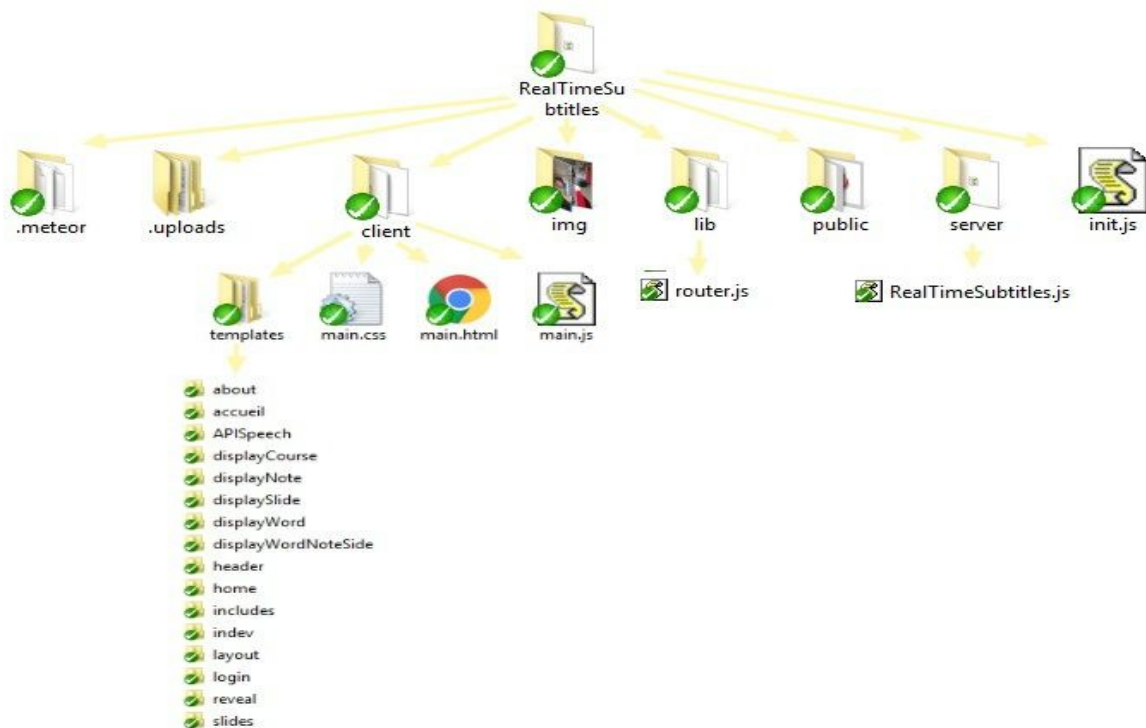 RealTimeSu
btitles
.meteor
.uploads
client
img
lib
public
server
init.js
templates
main.css
main.html
main.js
router.js
RealTimeSubtitles.js
about
accueil
APISpeech
displayCourse
displayNote
displaySlide
displayWord
displayWordNoteSide
header
home
includes
indev
layout
login
reveal
slides